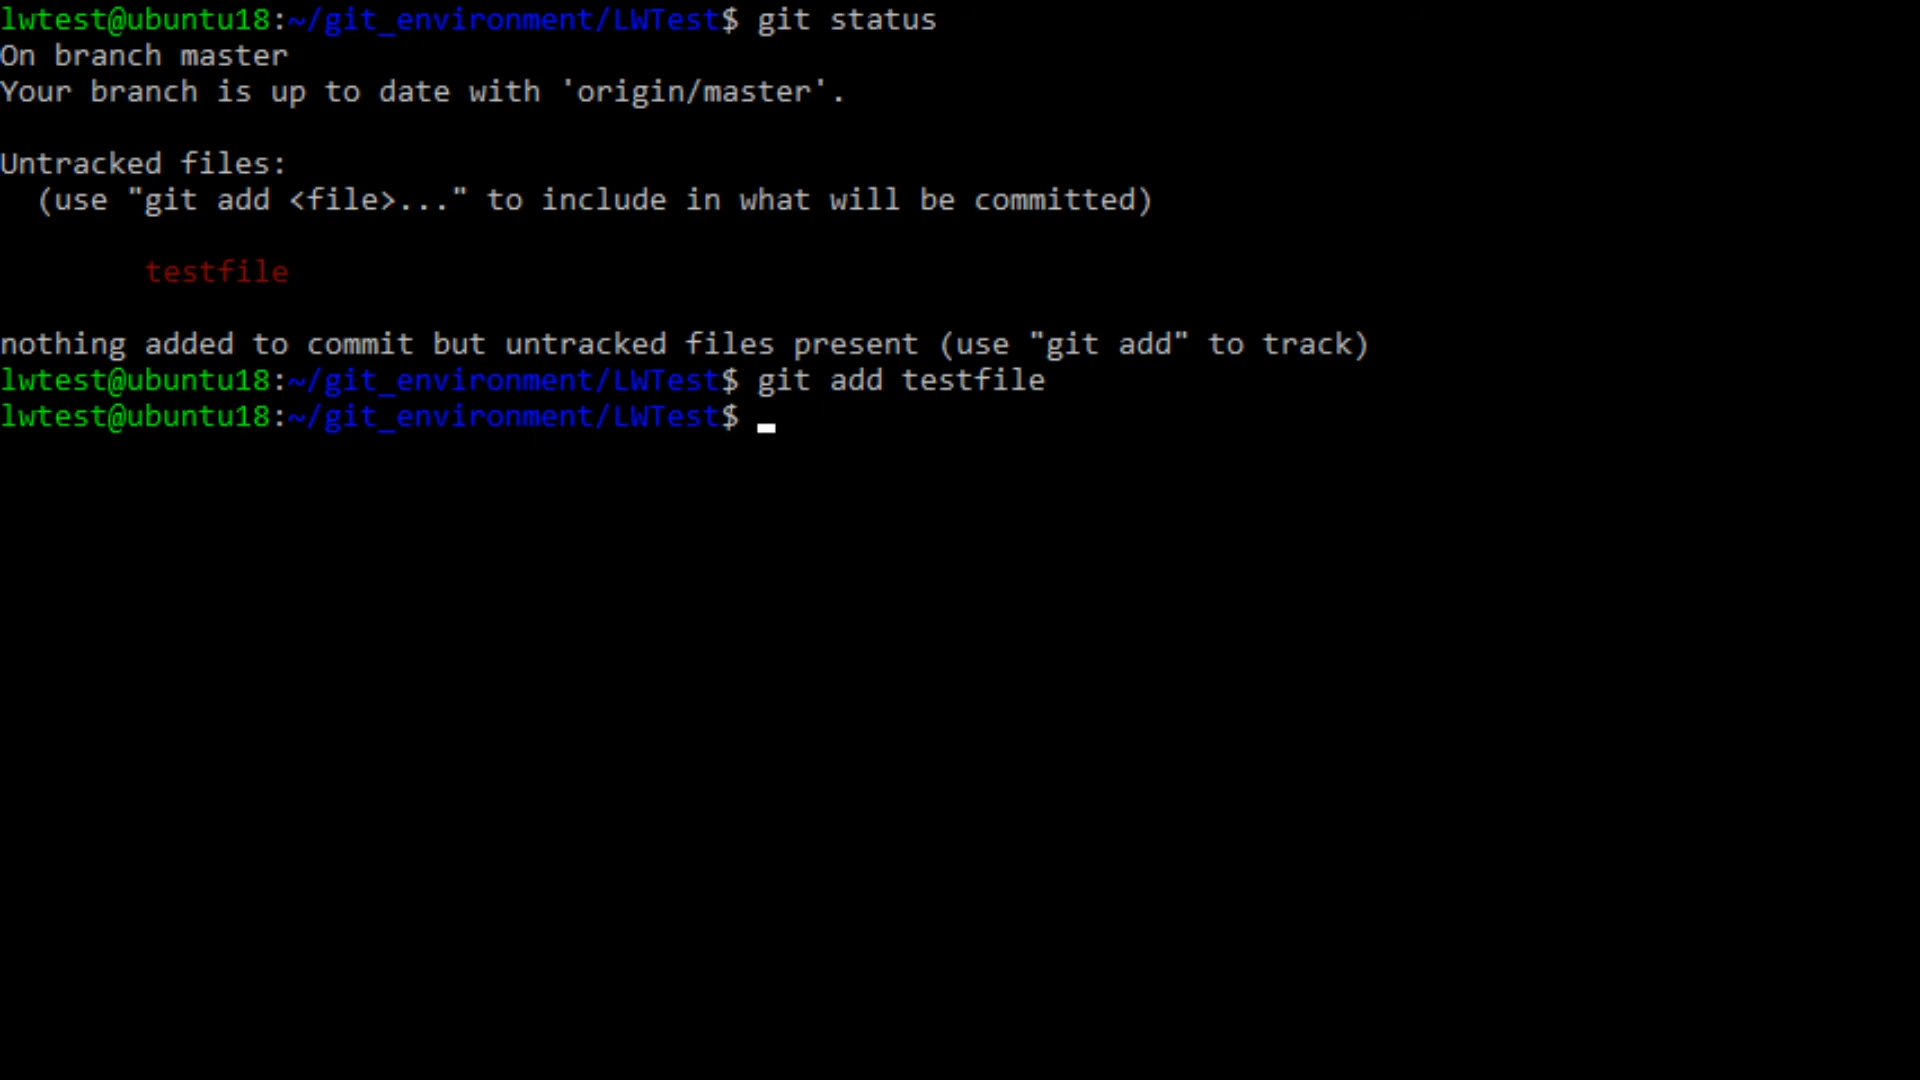 lwtest@ubuntu18:~/git_environment/LWTest$ git status
On branch master
Your branch is up to date with 'origin/master'.
Untracked files:
  (use "git add <file>..." to include in what will be committed)
        testfile
nothing added to commit but untracked files present (use "git add" to track)
lwtest@ubuntu18:~/git_environment/LWTest$ git add testfile
lwtest@ubuntu18:~/git_environment/LWTest$